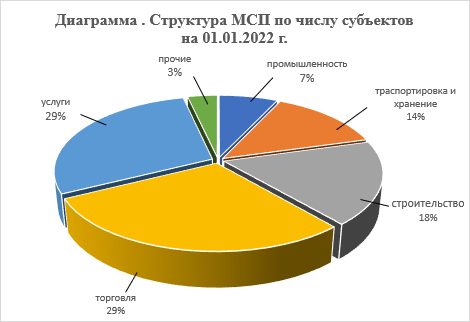 Диаграмма . Структура МСП по числу субъектов
на 01.01.2022 г.
прочие
3%
промышленность
7%
траспортировка и
хранение
14%
услуги
29%
строительство
18%
торговля
29%